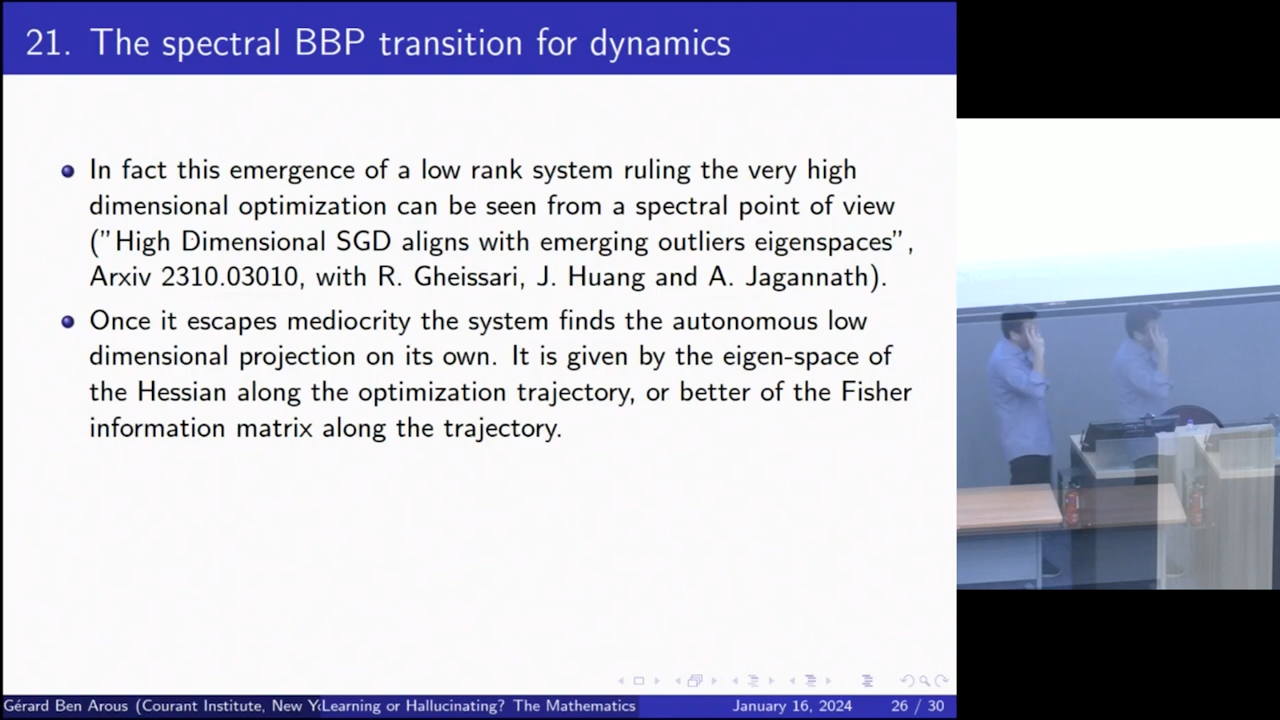 21. The spectral BBP transition for dynamics
In fact this emergence of a low rank system ruling the very high
dimensional optimization can be seen from a spectral point of view
("High Dimensional SGD aligns with emerging outliers eigenspaces",
Arxiv 2310.03010, with R. Gheissari, J. Huang and A. Jagannath).
Once it escapes mediocrity the system finds the autonomous low
dimensional projection on its own. It is given by the eigen-space of
the Hessian along the optimization trajectory, or better of the Fisher
information matrix along the trajectory.
Gérard Ben Arous (Courant Institute, New Learning or Hallucinating? The Mathematics January 16, 2024 26 / 30